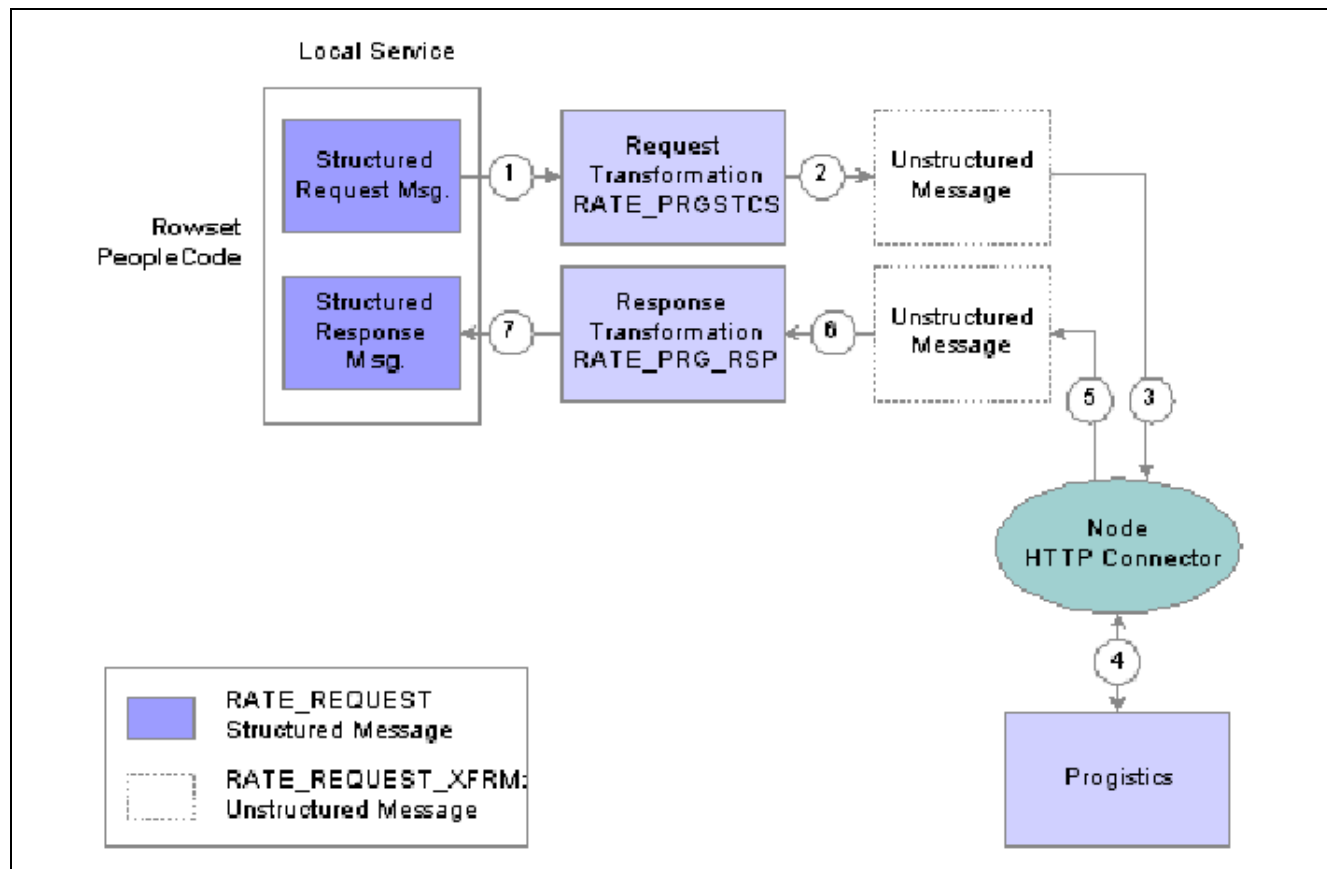 Local Service
Structured
Request Msg.
1
Request
Transformation
RATE_PRGSTCS
2
Unstructured
Message
Rowset
PeopleCode
Structured
Response
Msg.
7
Response
Transformation
RATE_PRG_RSP
6
Unstructured
Message
5
3
Node
HTTP Connector
4
Progistics
RATE_REQUEST
Structured Message
RATE_REQUEST_XFRM:
Unstructured Message